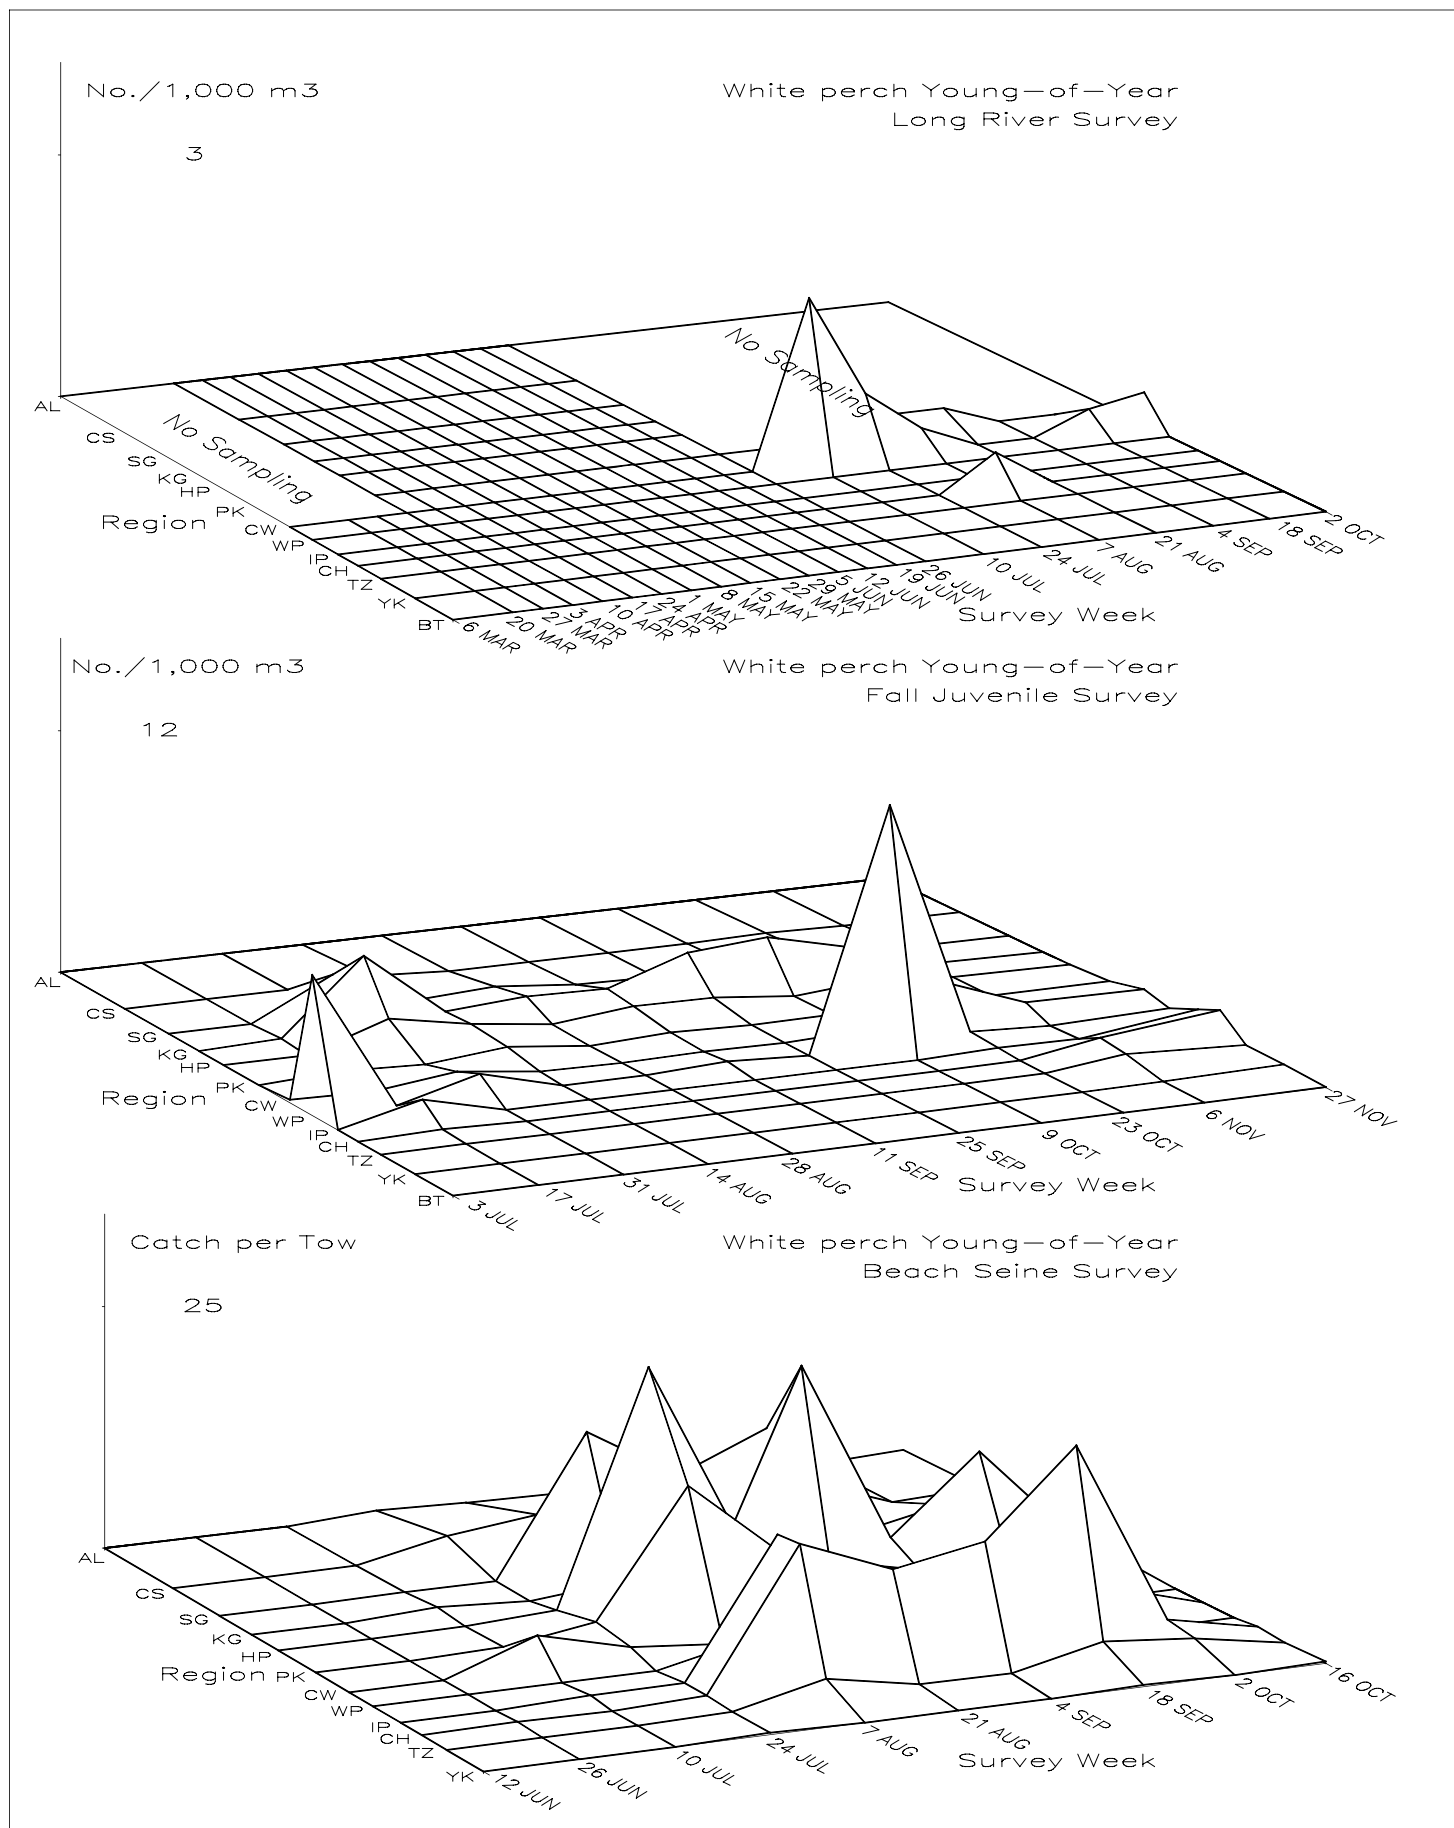 No./1,000 m3
White perch Young—of—Year
Long River Survey
3
No Sampling
No Sampling
AL
CS
SG
KG
HP
PK
CW
WP
IP
CH
TZ
YK
BT
Region
6 MAR
20 MAR
27 MAR
3 APR
10 APR
17 APR
24 APR
1 MAY
8 MAY
15 MAY
22 MAY
29 MAY
5 JUN
12 JUN
19 JUN
26 JUN
10 JUL
24 JUL
7 AUG
21 AUG
4 SEP
18 SEP
2 OCT
Survey Week
No./1,000 m3
White perch Young—of—Year
Fall Juvenile Survey
12
AL
CS
SG
KG
HP
PK
CW
WP
IP
CH
TZ
YK
BT
Region
3 JUL
17 JUL
31 JUL
14 AUG
28 AUG
11 SEP
25 SEP
9 OCT
23 OCT
6 NOV
27 NOV
Survey Week
Catch per Tow
White perch Young—of—Year
Beach Seine Survey
25
AL
CS
SG
KG
HP
PK
CW
WP
IP
CH
TZ
YK
Region
12 JUN
26 JUN
10 JUL
24 JUL
7 AUG
21 AUG
4 SEP
18 SEP
2 OCT
16 OCT
Survey Week